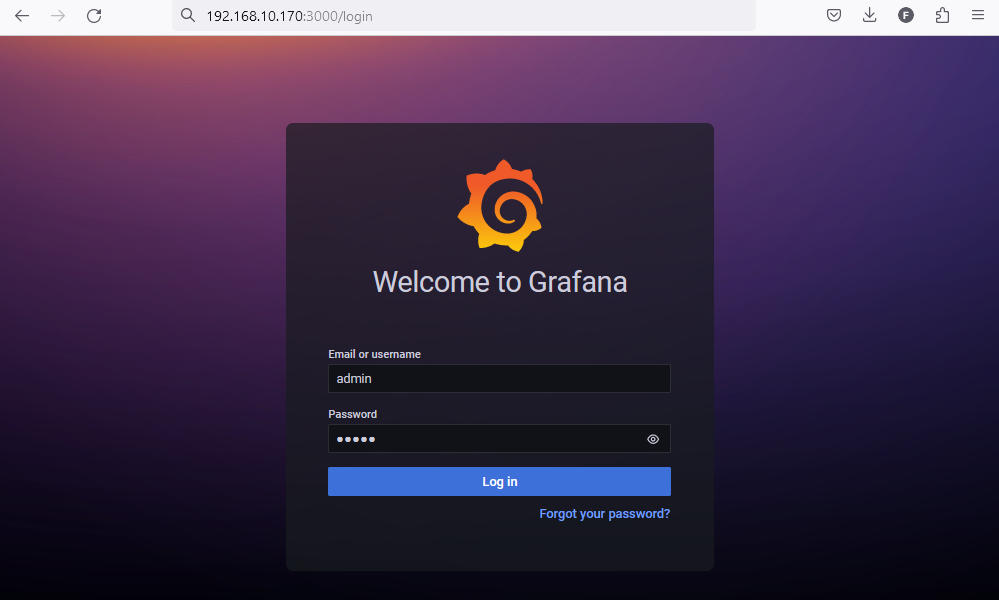 192.168.10.170:3000/login
F
Welcome to Grafana
Email or username
admin
Password
•••••
Log in
Forgot your password?